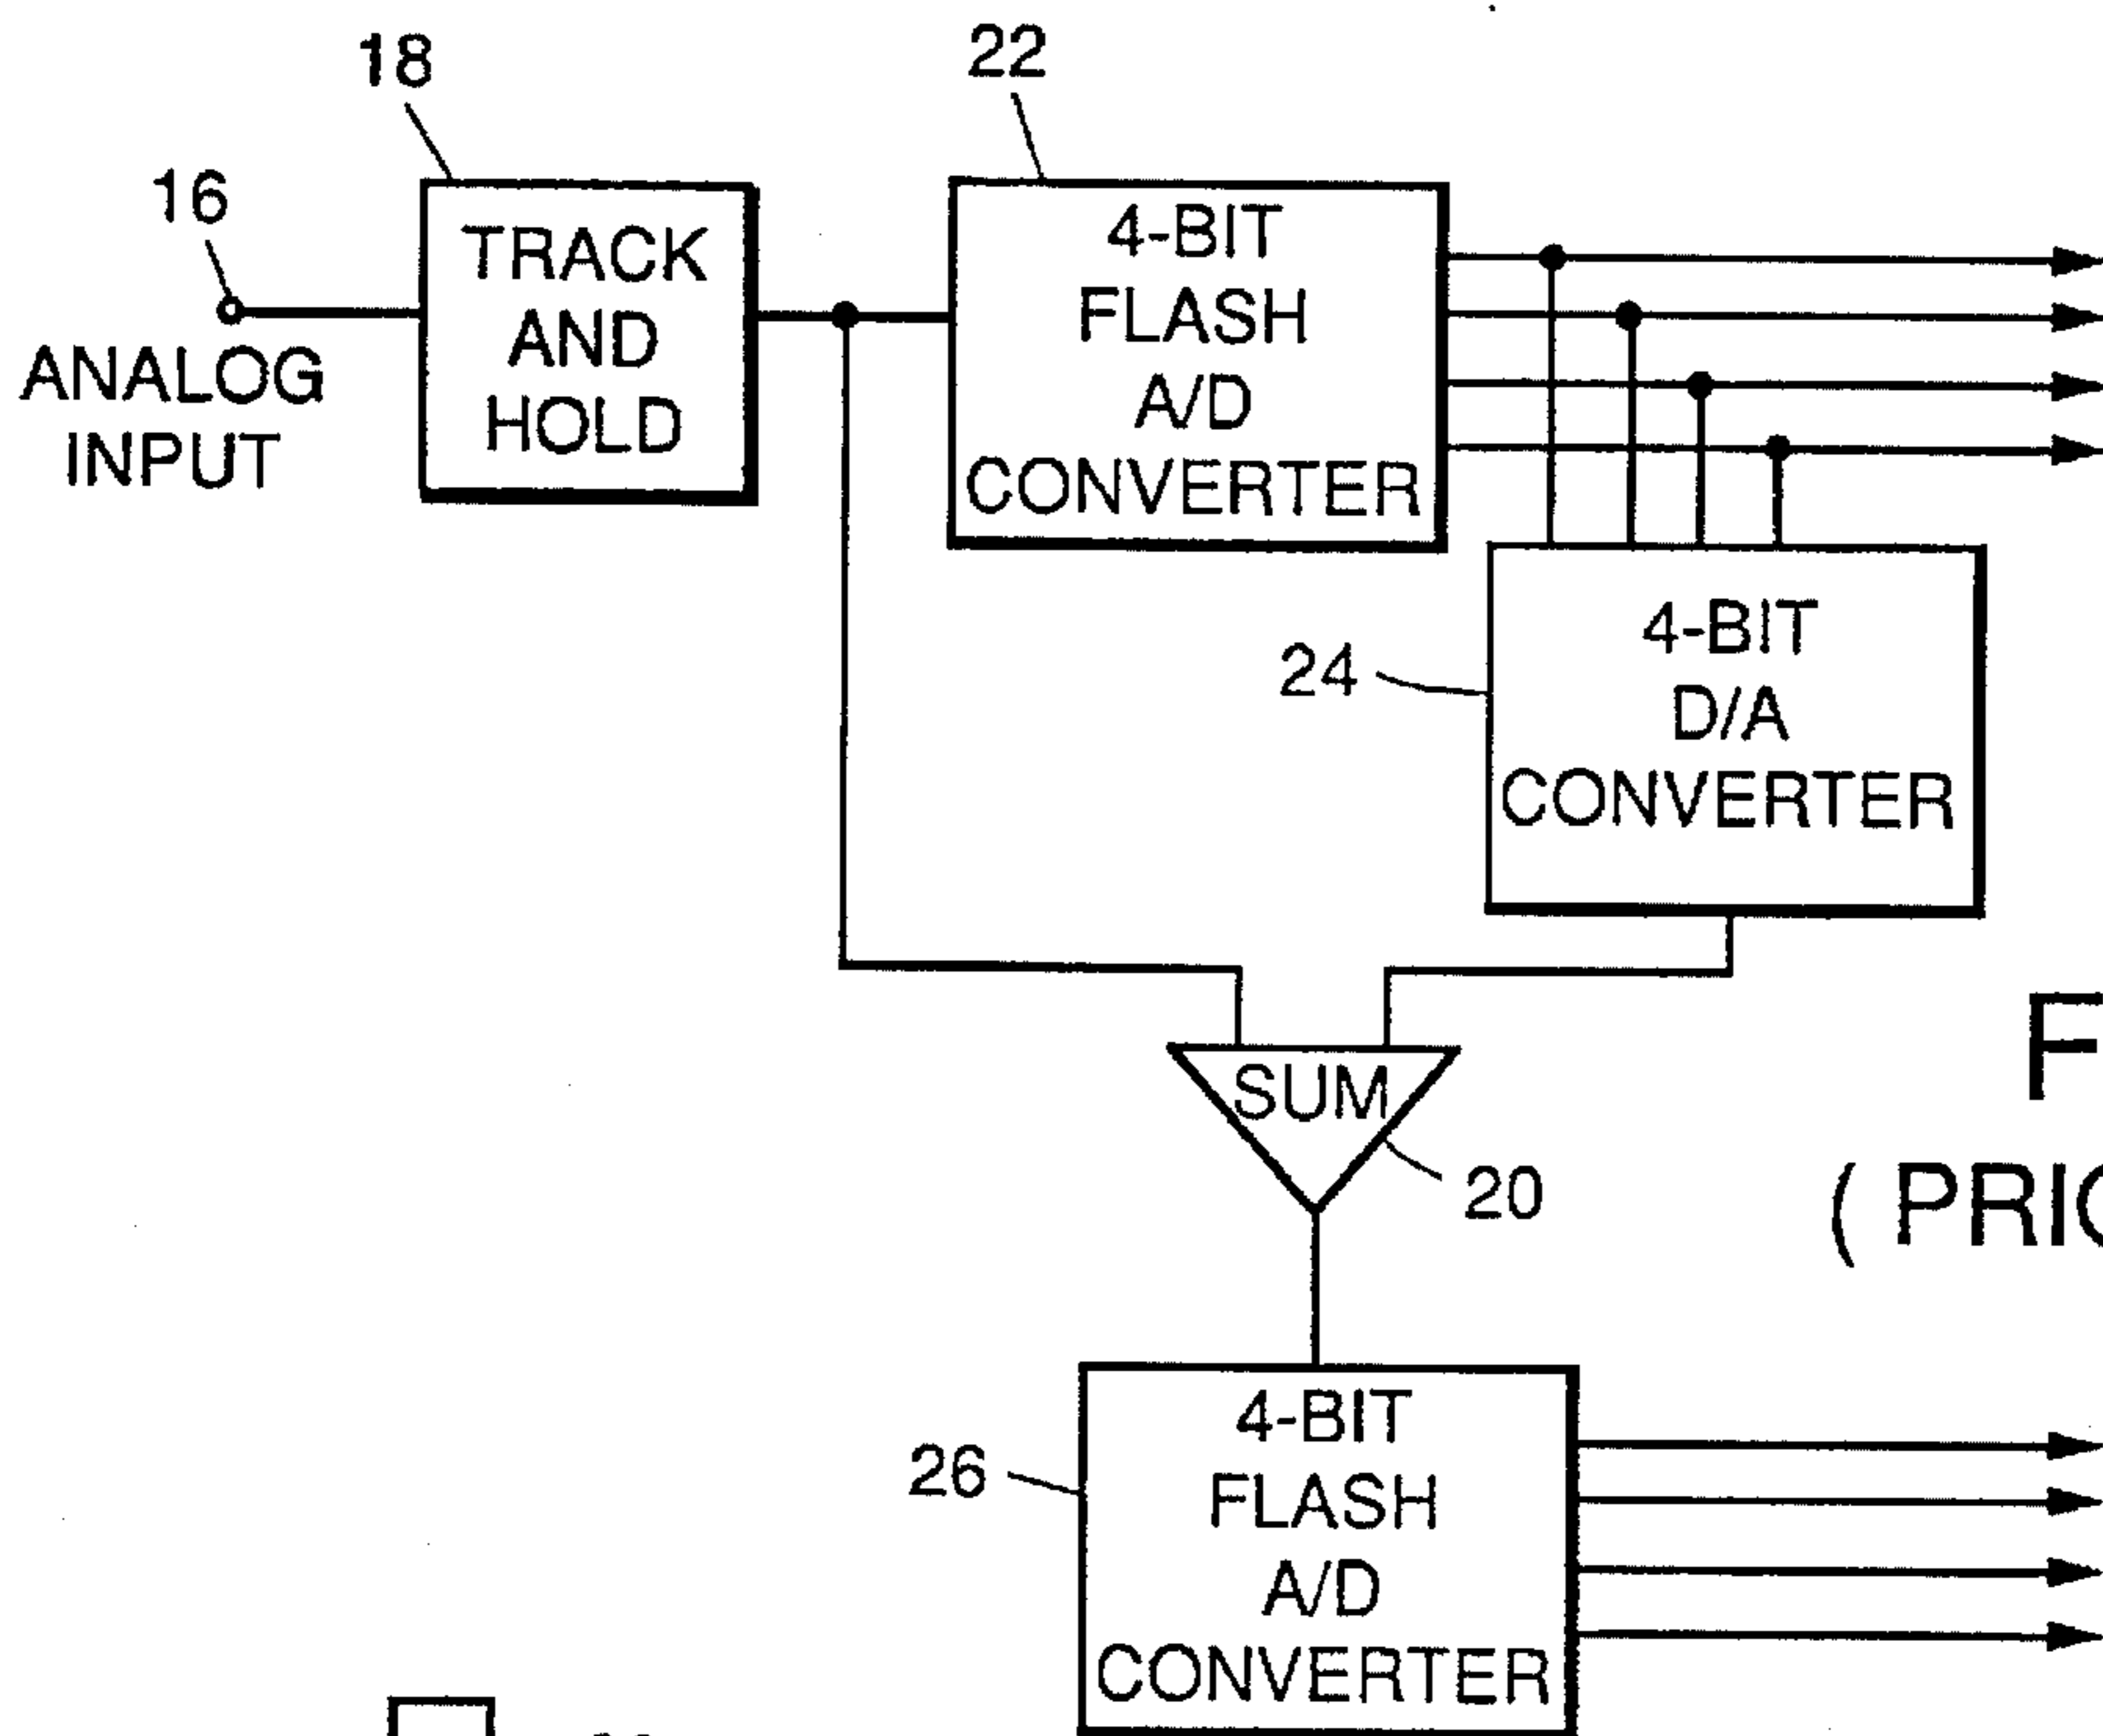 18
22
16
TRACK
AND
HOLD
4-BIT
FLASH
A/D
CONVERTER
ANALOG
INPUT
24
4-BIT
D/A
CONVERTER
SUM
20
F
( PRIO
26
4-BIT
FLASH
A/D
CONVERTER